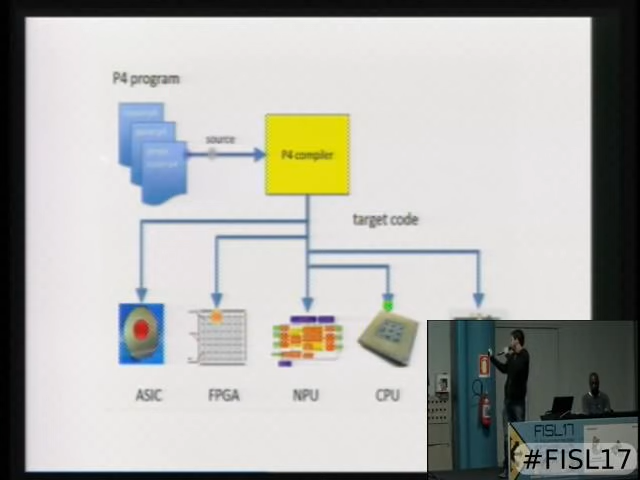 P4 program
source
P4 compiler
target code
ASIC
FPGA
NPU
CPU
FISL17
#FISL17